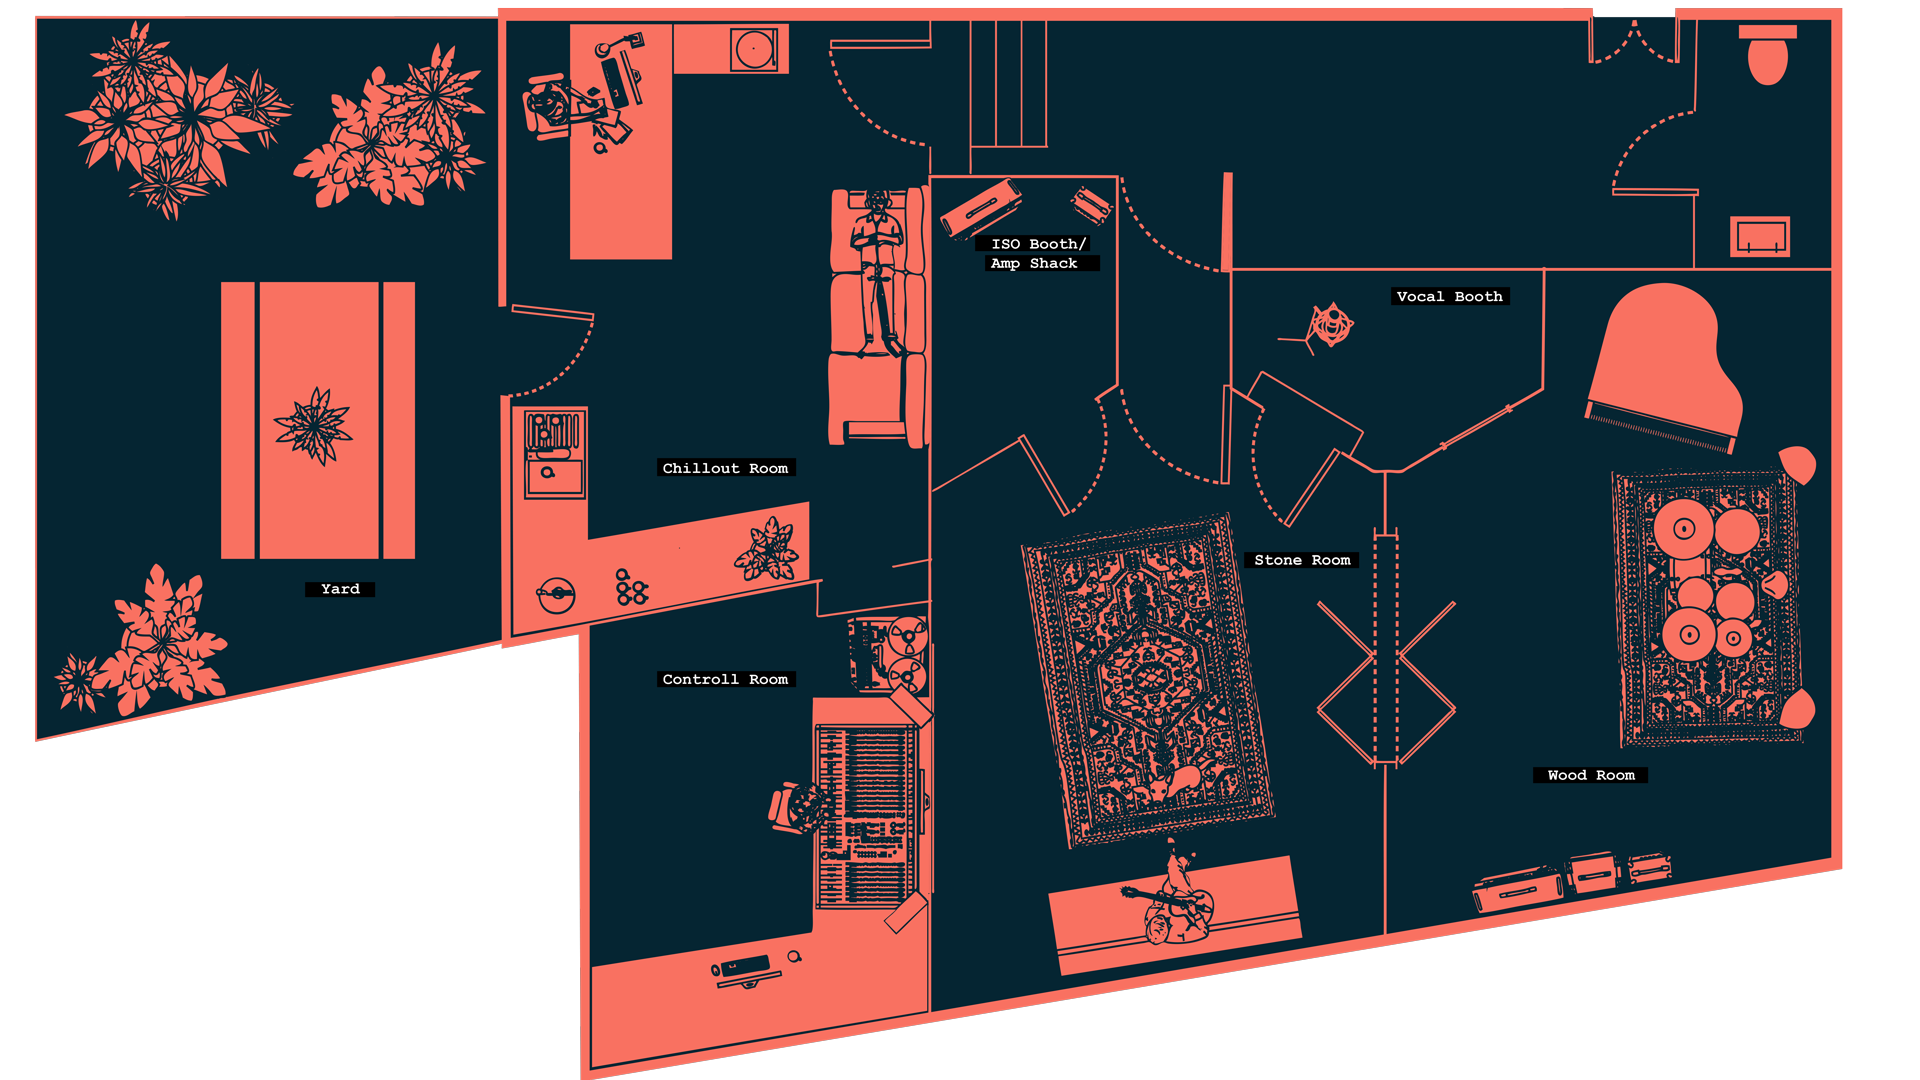 ISO Booth/
Amp Shack
Vocal Booth
Chillout Room
Stone Room
Yard
Controll Room
Wood Room